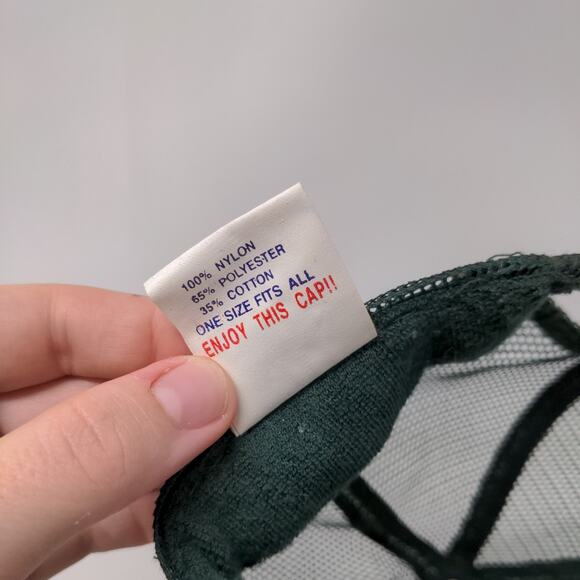 100% NYLON
65% POLYESTER
35% COTTON
ONE SIZE FITS ALL
ENJOY THIS CAP!!